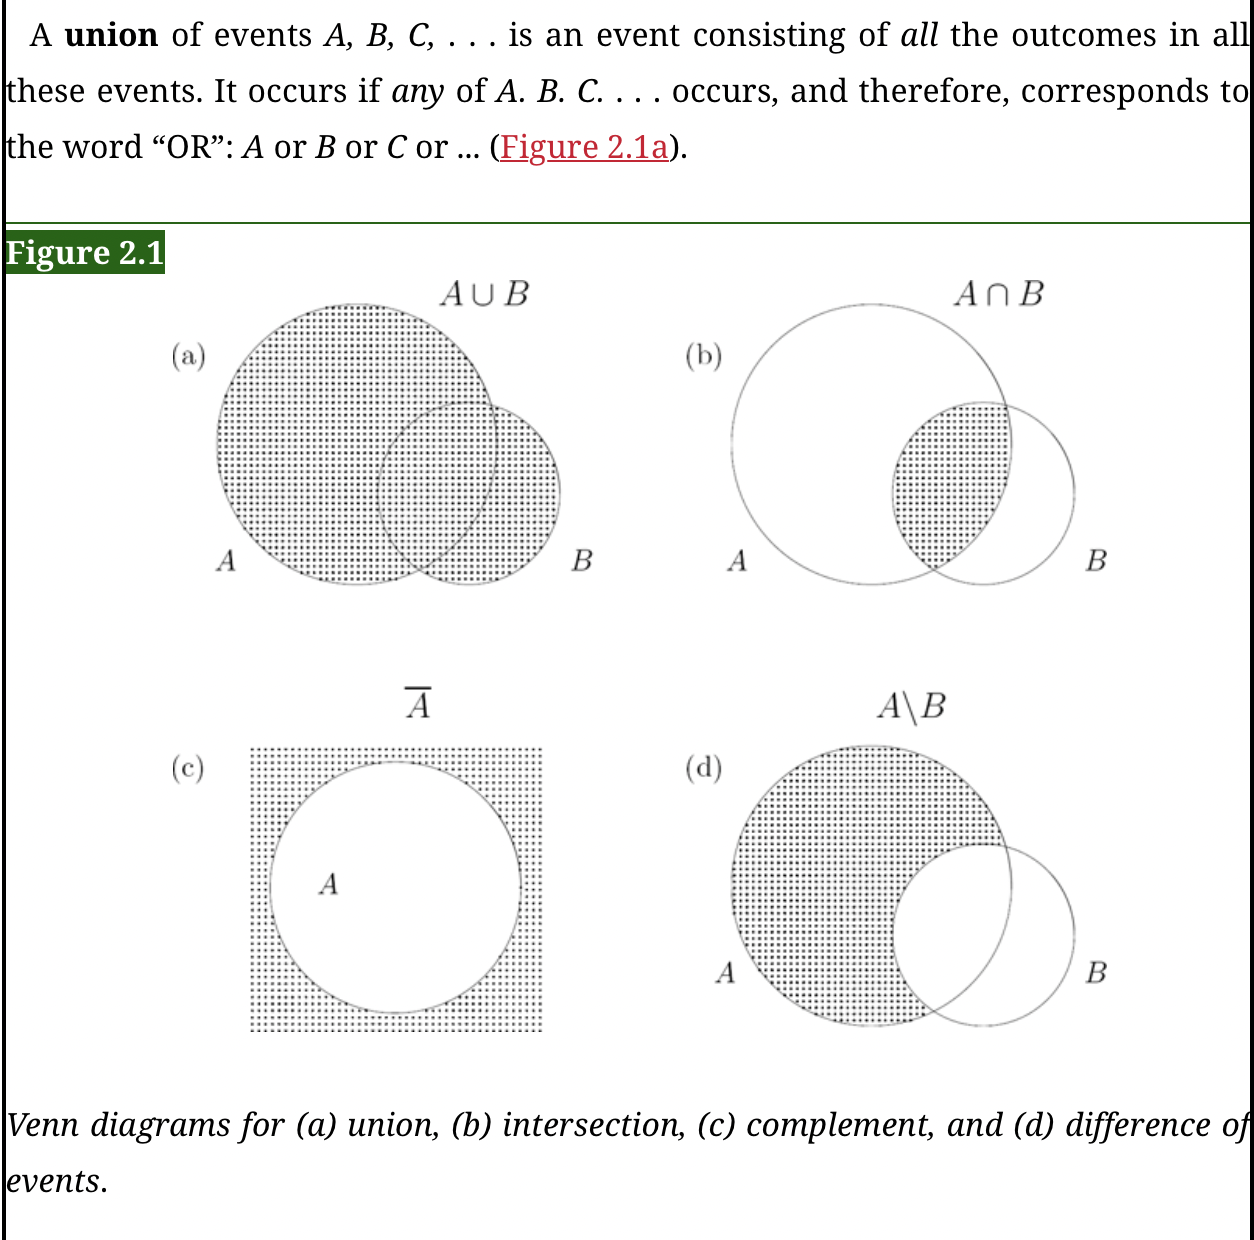 A union of events A, B, C, . . . is an event consisting of all the outcomes in all
these events. It occurs if any of A. B. C. . . . occurs, and therefore, corresponds to
the word “OR”: A or B or C or ... (Figure 2.1a).
Figure 2.1
A ∪ B
(a)
A
B
A ∩ B
(b)
A
B
A̅
(c)
A
A\B
(d)
A
B
Venn diagrams for (a) union, (b) intersection, (c) complement, and (d) difference of
events.